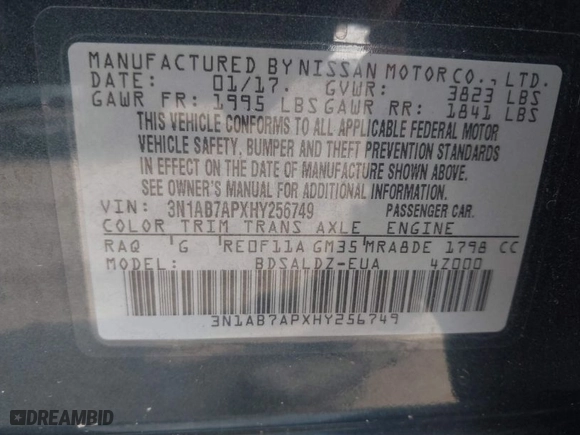 MANUFACTURED BY NISSAN MOTOR CO., LTD.
DATE: 01/17. GVWR: 3823 LBS
GAWR FR: 1995 LBS GAWR RR: 1841 LBS
THIS VEHICLE CONFORMS TO ALL APPLICABLE FEDERAL MOTOR
VEHICLE SAFETY, BUMPER AND THEFT PREVENTION STANDARDS
IN EFFECT ON THE DATE OF MANUFACTURE SHOWN ABOVE.
SEE OWNER'S MANUAL FOR ADDITIONAL INFORMATION.
VIN: 3N1AB7APXHY256749 PASSENGER CAR.
COLOR TRIM TRANS AXLE ENGINE
RAQ G RE0F11A GM35 MRA8DE 1798 CC
MODEL: BDSALDZ-EUA 4Z000
3N1AB7APXHY256749
DREAMBID